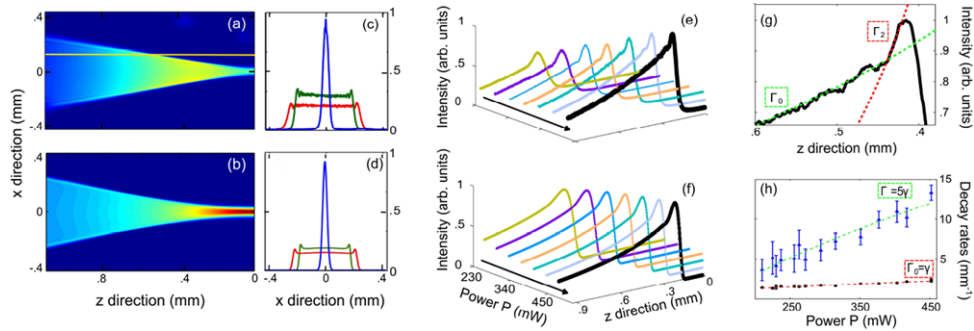 (a)
.4
0
-.4
x direction (mm)
(b)
.4
0
-.4
.8
.4
z direction (mm)
(c)
1
.5
0
(d)
1
.5
0
-.4
0
.4
x direction (mm)
(e)
1
.5
0
Intensity (arb. units)
(f)
1
.5
0
Intensity (arb. units)
230
340
450
Power P (mW)
.9
.6
.3
0
z direction (mm)
(g)
Γ₂
Γ₀
1
.9
.8
.7
Intensity (arb. units)
.6
.5
.4
z direction (mm)
(h)
Γ=5γ
Γ₀=γ
15
10
5
Decay rates (mm⁻¹)
250
350
450
Power P (mW)